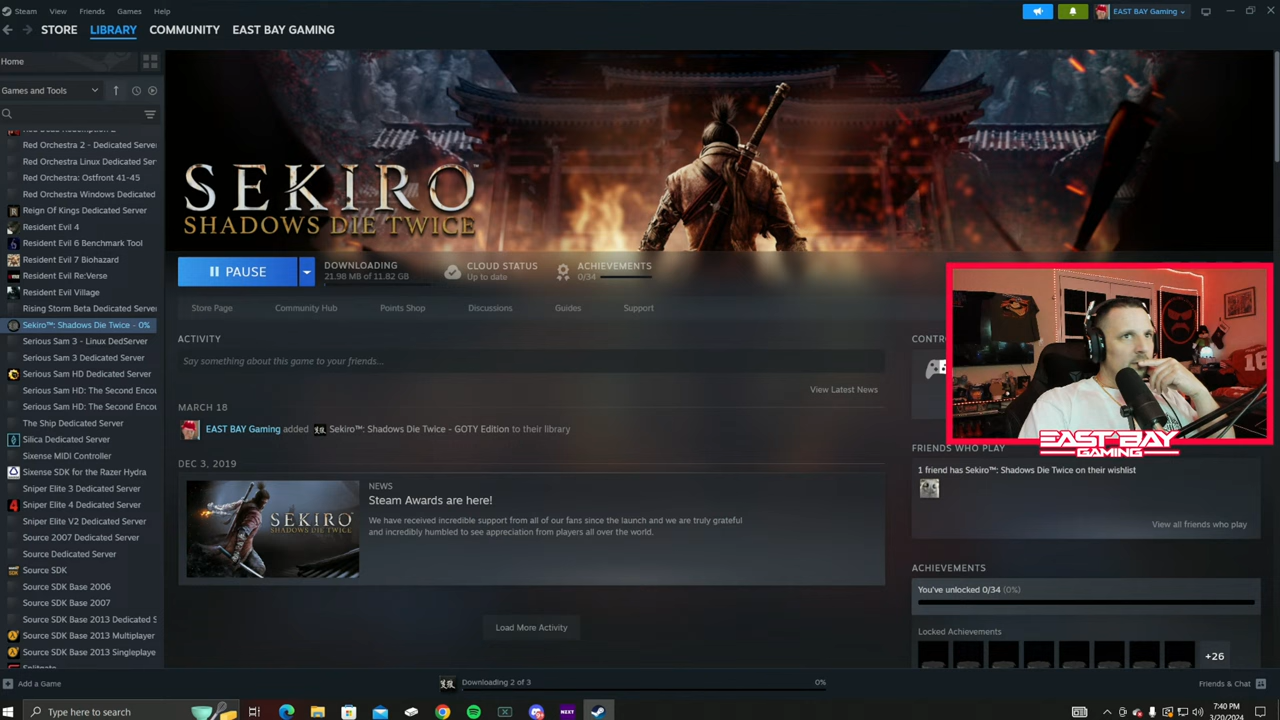 Steam View Friends Games Help
EAST BAY Gaming
STORE LIBRARY COMMUNITY EAST BAY GAMING
Home
Games and Tools
Red Dead Redemption 2
Red Orchestra 2 - Dedicated Server
Red Orchestra Linux Dedicated Ser
Red Orchestra: Ostfront 41-45
Red Orchestra Windows Dedicated
Reign Of Kings Dedicated Server
Resident Evil 4
Resident Evil 6 Benchmark Tool
Resident Evil 7 Biohazard
Resident Evil Re:Verse
Resident Evil Village
Rising Storm Beta Dedicated Server
Sekiro™: Shadows Die Twice - 0%
Serious Sam 3 - Linux DedServer
Serious Sam 3 Dedicated Server
Serious Sam HD Dedicated Server
Serious Sam HD: The Second Encou
Serious Sam HD: The Second Encou
The Ship Dedicated Server
Silica Dedicated Server
Sixense MIDI Controller
Sixense SDK for the Razer Hydra
Sniper Elite 3 Dedicated Server
Sniper Elite 4 Dedicated Server
Sniper Elite V2 Dedicated Server
Source 2007 Dedicated Server
Source Dedicated Server
Source SDK
Source SDK Base 2006
Source SDK Base 2007
Source SDK Base 2013 Dedicated S
Source SDK Base 2013 Multiplayer
Source SDK Base 2013 Singleplaye
Splitgate
Add a Game
SEKIRO™
SHADOWS DIE TWICE
PAUSE
DOWNLOADING
21.98 MB of 11.82 GB
CLOUD STATUS
Up to date
ACHIEVEMENTS
0/34
Store Page Community Hub Points Shop Discussions Guides Support
ACTIVITY
Say something about this game to your friends...
View Latest News
MARCH 18
EAST BAY Gaming added Sekiro™: Shadows Die Twice - GOTY Edition to their library
DEC 3, 2019
SEKIRO
SHADOWS DIE TWICE
NEWS
Steam Awards are here!
We have received incredible support from all of our fans since the launch and we are truly grateful
and incredibly humbled to see appreciation from players all over the world.
Load More Activity
CONTRO
16
EAST BAY
GAMING
FRIENDS WHO PLAY
1 friend has Sekiro™: Shadows Die Twice on their wishlist
View all friends who play
ACHIEVEMENTS
You've unlocked 0/34 (0%)
Locked Achievements
+26
Downloading 2 of 3 0%
Friends & Chat
Type here to search
NZXT
7:40 PM
3/20/2024